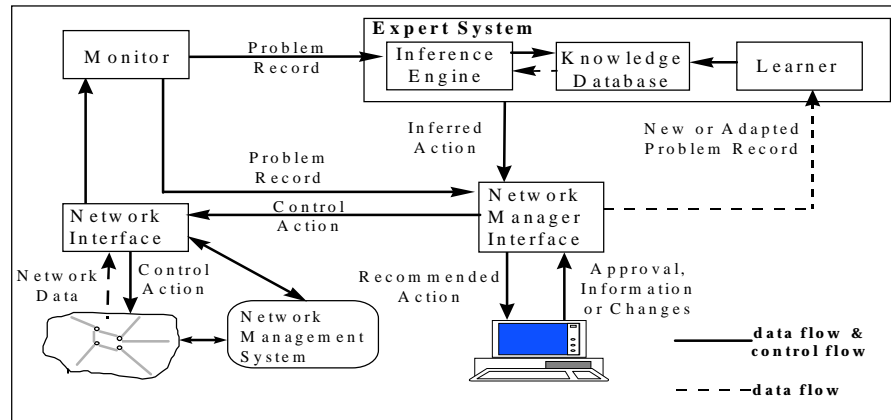 Expert System
Monitor
Problem
Record
Inference
Engine
Knowledge
Database
Learner
Inferred
Action
New or Adapted
Problem Record
Problem
Record
Network
Interface
Control
Action
Network
Manager
Interface
Network
Data
Control
Action
Recommended
Action
Approval,
Information
or Changes
Network
Management
System
data flow &
control flow
data flow